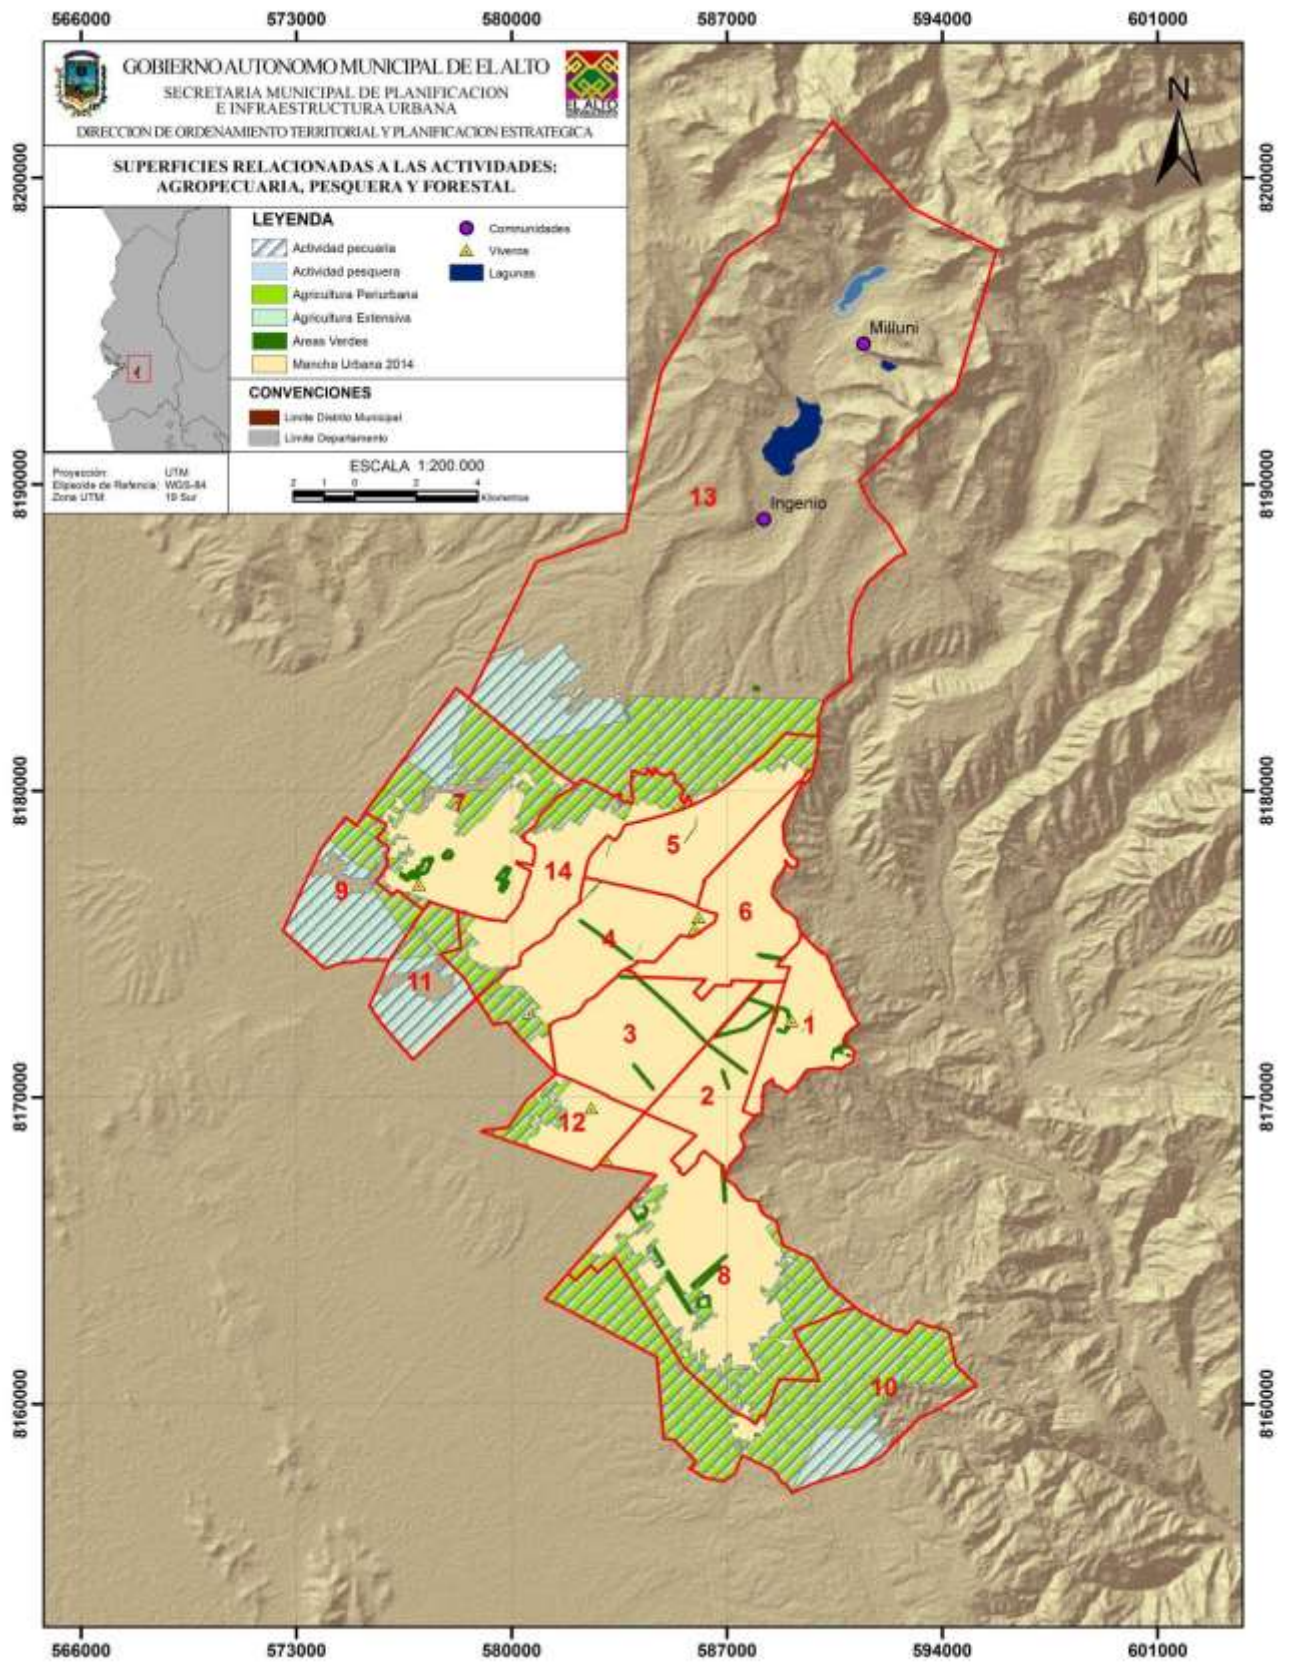 566000 573000 580000 587000 594000 601000
GOBIERNO AUTONOMO MUNICIPAL DE EL ALTO
SECRETARIA MUNICIPAL DE PLANIFICACION
E INFRAESTRUCTURA URBANA
DIRECCION DE ORDENAMIENTO TERRITORIAL Y PLANIFICACION ESTRATEGICA
EL ALTO
SUPERFICIES RELACIONADAS A LAS ACTIVIDADES:
AGROPECUARIA, PESQUERA Y FORESTAL
LEYENDA
Actividad pecuaria
Actividad pesquera
Agricultura Periurbana
Agricultura Extensiva
Areas Verdes
Mancha Urbana 2014
Comunidades
Viveros
Lagunas
CONVENCIONES
Limite Distrito Municipal
Limite Departamento
Proyección: UTM
Elipsoide de Refencia: WGS-84
Zona UTM: 19 Sur
ESCALA 1:200.000
2 1 0 2 4
Kilometros
N
8200000
8200000
Milluni
8190000
8190000
13
Ingenio
8180000
8180000
7
5
14
9
6
4
11
3
1
8170000
8170000
2
12
8
10
8160000
8160000
566000 573000 580000 587000 594000 601000